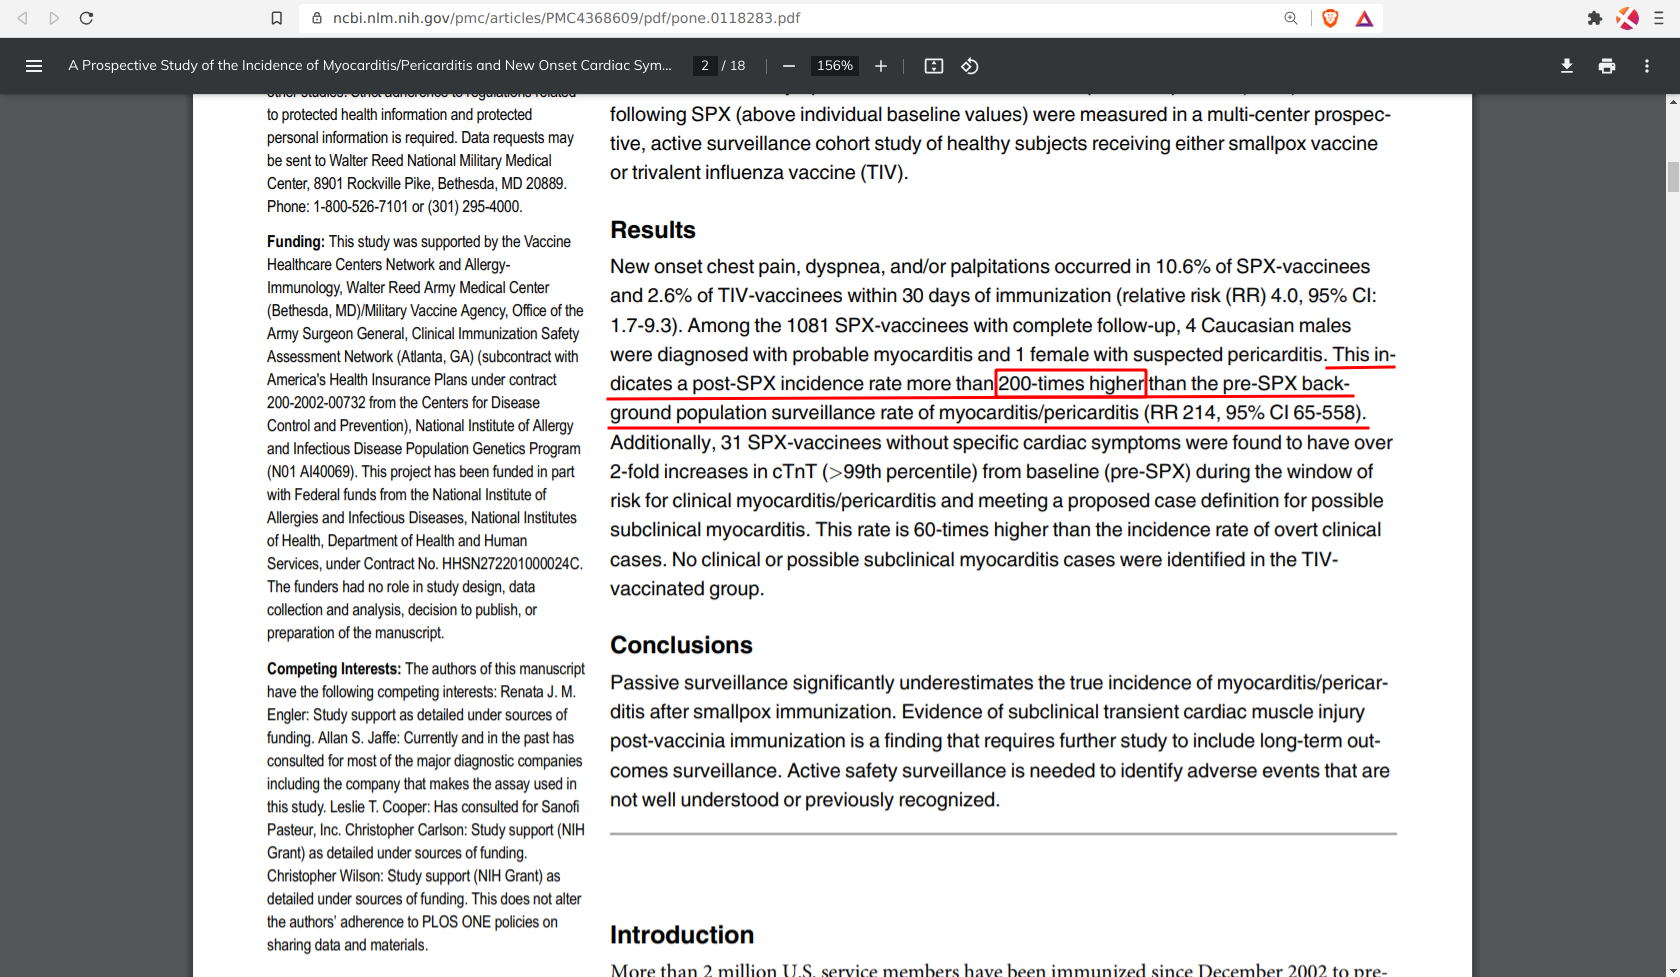 ncbi.nlm.nih.gov/pmc/articles/PMC4368609/pdf/pone.0118283.pdf
A Prospective Study of the Incidence of Myocarditis/Pericarditis and New Onset Cardiac Sym...
2 / 18
156%
other studies. Strict adherence to regulations related
to protected health information and protected
personal information is required. Data requests may
be sent to Walter Reed National Military Medical
Center, 8901 Rockville Pike, Bethesda, MD 20889.
Phone: 1-800-526-7101 or (301) 295-4000.
Funding: This study was supported by the Vaccine
Healthcare Centers Network and Allergy-
Immunology, Walter Reed Army Medical Center
(Bethesda, MD)/Military Vaccine Agency, Office of the
Army Surgeon General, Clinical Immunization Safety
Assessment Network (Atlanta, GA) (subcontract with
America's Health Insurance Plans under contract
200-2002-00732 from the Centers for Disease
Control and Prevention), National Institute of Allergy
and Infectious Disease Population Genetics Program
(N01 AI40069). This project has been funded in part
with Federal funds from the National Institute of
Allergies and Infectious Diseases, National Institutes
of Health, Department of Health and Human
Services, under Contract No. HHSN272201000024C.
The funders had no role in study design, data
collection and analysis, decision to publish, or
preparation of the manuscript.
Competing Interests: The authors of this manuscript
have the following competing interests: Renata J. M.
Engler: Study support as detailed under sources of
funding. Allan S. Jaffe: Currently and in the past has
consulted for most of the major diagnostic companies
including the company that makes the assay used in
this study. Leslie T. Cooper: Has consulted for Sanofi
Pasteur, Inc. Christopher Carlson: Study support (NIH
Grant) as detailed under sources of funding.
Christopher Wilson: Study support (NIH Grant) as
detailed under sources of funding. This does not alter
the authors' adherence to PLOS ONE policies on
sharing data and materials.
following SPX (above individual baseline values) were measured in a multi-center prospec-
tive, active surveillance cohort study of healthy subjects receiving either smallpox vaccine
or trivalent influenza vaccine (TIV).
Results
New onset chest pain, dyspnea, and/or palpitations occurred in 10.6% of SPX-vaccinees
and 2.6% of TIV-vaccinees within 30 days of immunization (relative risk (RR) 4.0, 95% CI:
1.7-9.3). Among the 1081 SPX-vaccinees with complete follow-up, 4 Caucasian males
were diagnosed with probable myocarditis and 1 female with suspected pericarditis. This in-
dicates a post-SPX incidence rate more than 200-times higher than the pre-SPX back-
ground population surveillance rate of myocarditis/pericarditis (RR 214, 95% CI 65-558).
Additionally, 31 SPX-vaccinees without specific cardiac symptoms were found to have over
2-fold increases in cTnT (>99th percentile) from baseline (pre-SPX) during the window of
risk for clinical myocarditis/pericarditis and meeting a proposed case definition for possible
subclinical myocarditis. This rate is 60-times higher than the incidence rate of overt clinical
cases. No clinical or possible subclinical myocarditis cases were identified in the TIV-
vaccinated group.
Conclusions
Passive surveillance significantly underestimates the true incidence of myocarditis/pericar-
ditis after smallpox immunization. Evidence of subclinical transient cardiac muscle injury
post-vaccinia immunization is a finding that requires further study to include long-term out-
comes surveillance. Active safety surveillance is needed to identify adverse events that are
not well understood or previously recognized.
Introduction
More than 2 million U.S. service members have been immunized since December 2002 to pre-